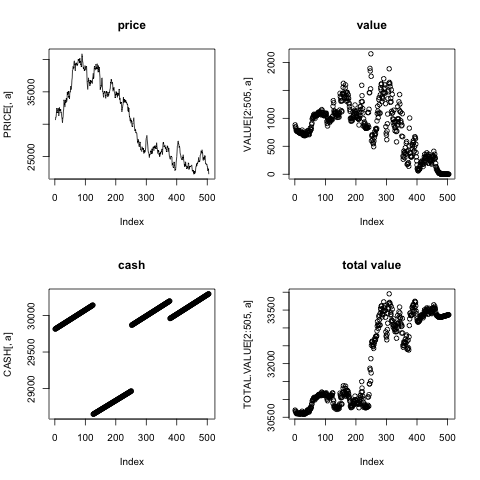 price
PRICE[, a]
35000
25000
0 100 200 300 400 500
Index
value
VALUE[2:505, a]
2000
1000
500
0
0 100 200 300 400 500
Index
cash
CASH[, a]
30000
29500
29000
0 100 200 300 400 500
Index
total value
TOTAL.VALUE[2:505, a]
33500
32000
30500
0 100 200 300 400 500
Index